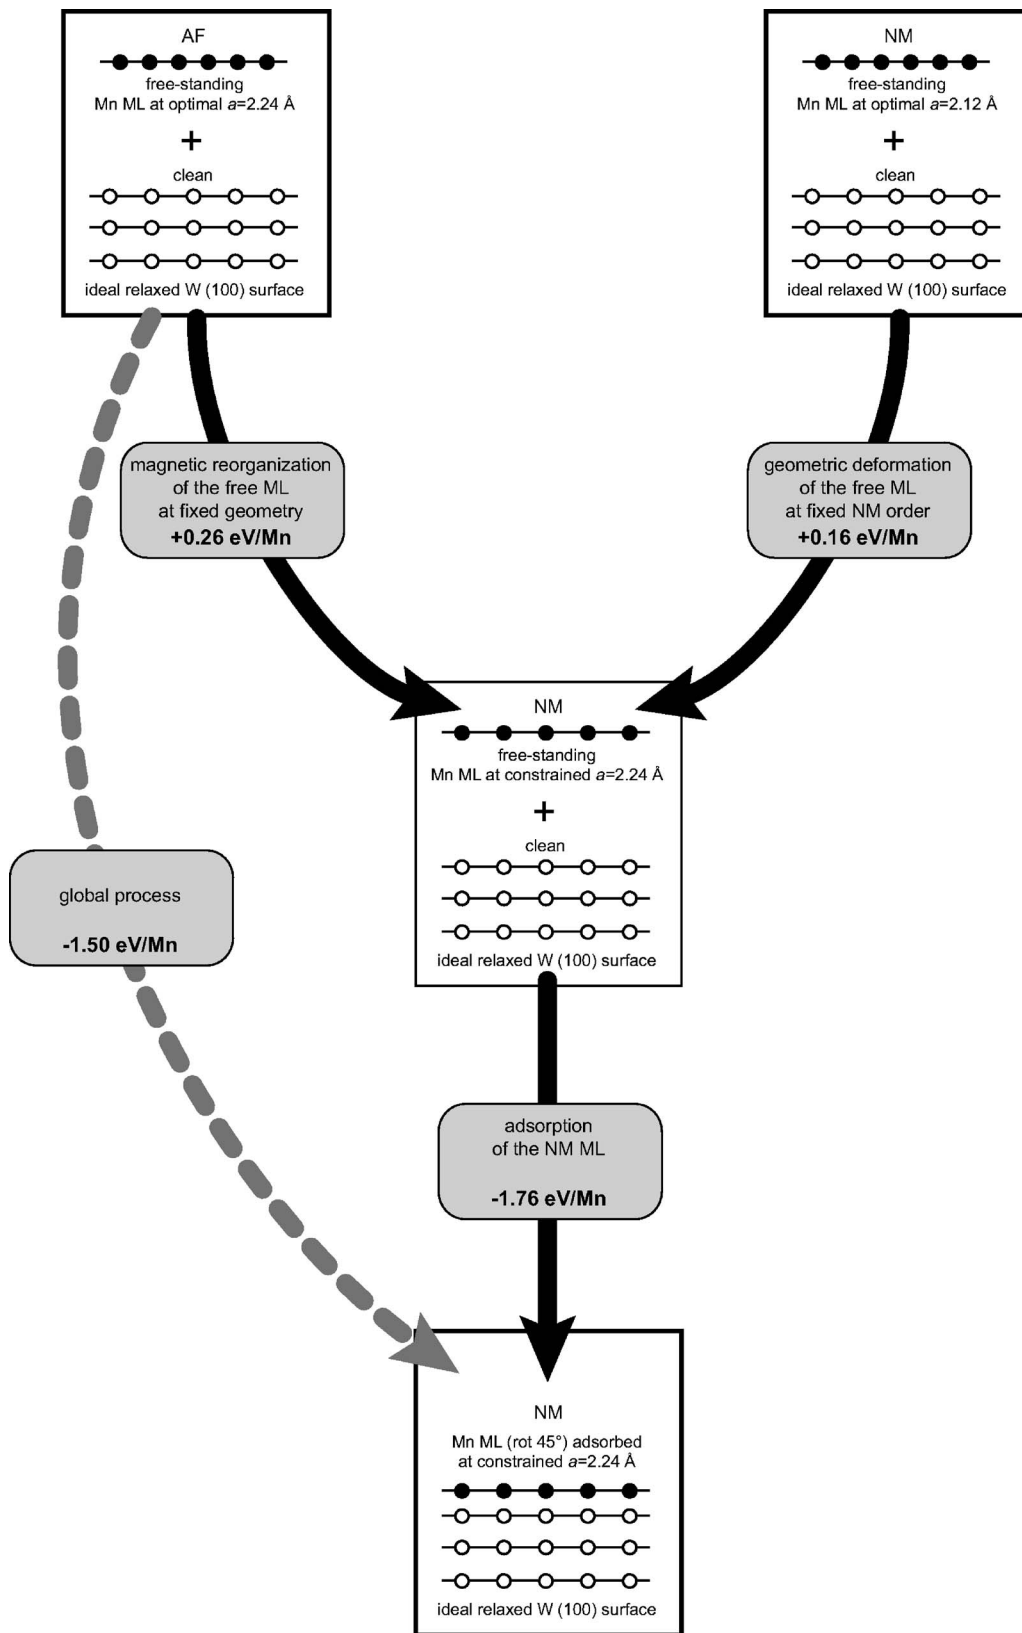 AF
free-standing
Mn ML at optimal a=2.24 Å
+
clean
ideal relaxed W (100) surface
NM
free-standing
Mn ML at optimal a=2.12 Å
+
clean
ideal relaxed W (100) surface
magnetic reorganization
of the free ML
at fixed geometry
+0.26 eV/Mn
geometric deformation
of the free ML
at fixed NM order
+0.16 eV/Mn
NM
free-standing
Mn ML at constrained a=2.24 Å
+
clean
ideal relaxed W (100) surface
global process
-1.50 eV/Mn
adsorption
of the NM ML
-1.76 eV/Mn
NM
Mn ML (rot 45°) adsorbed
at constrained a=2.24 Å
ideal relaxed W (100) surface